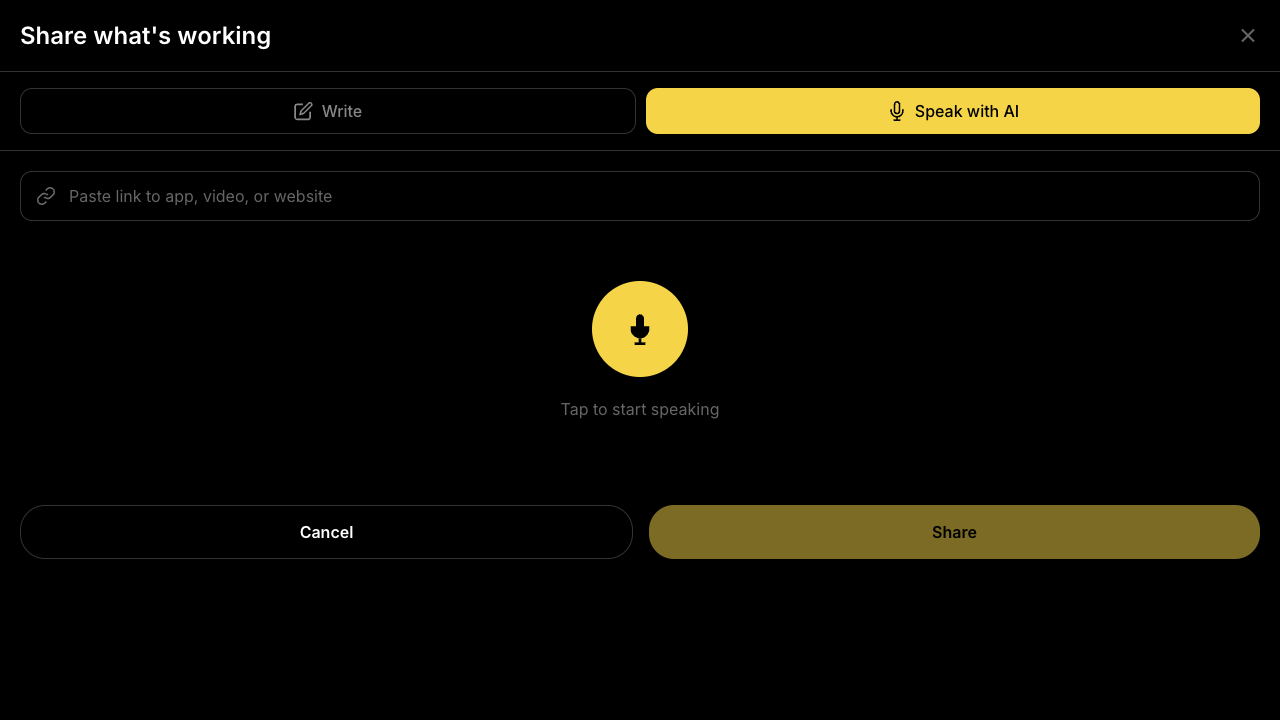 Share what's working
Write
Speak with AI
Paste link to app, video, or website
Tap to start speaking
Cancel
Share